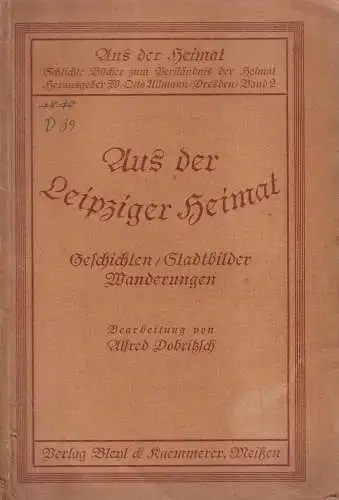 Aus der Heimat
Schlichte Bücher zum Verständnis der Heimat
Herausgeber W. Otto Ullmann-Dresden / Band 2
D 39
Aus der
Leipziger Heimat
Geschichten / Stadtbilder
Wanderungen
Bearbeitung von
Alfred Dobritzsch
Verlag Bleyl & Kaemmerer, Meißen